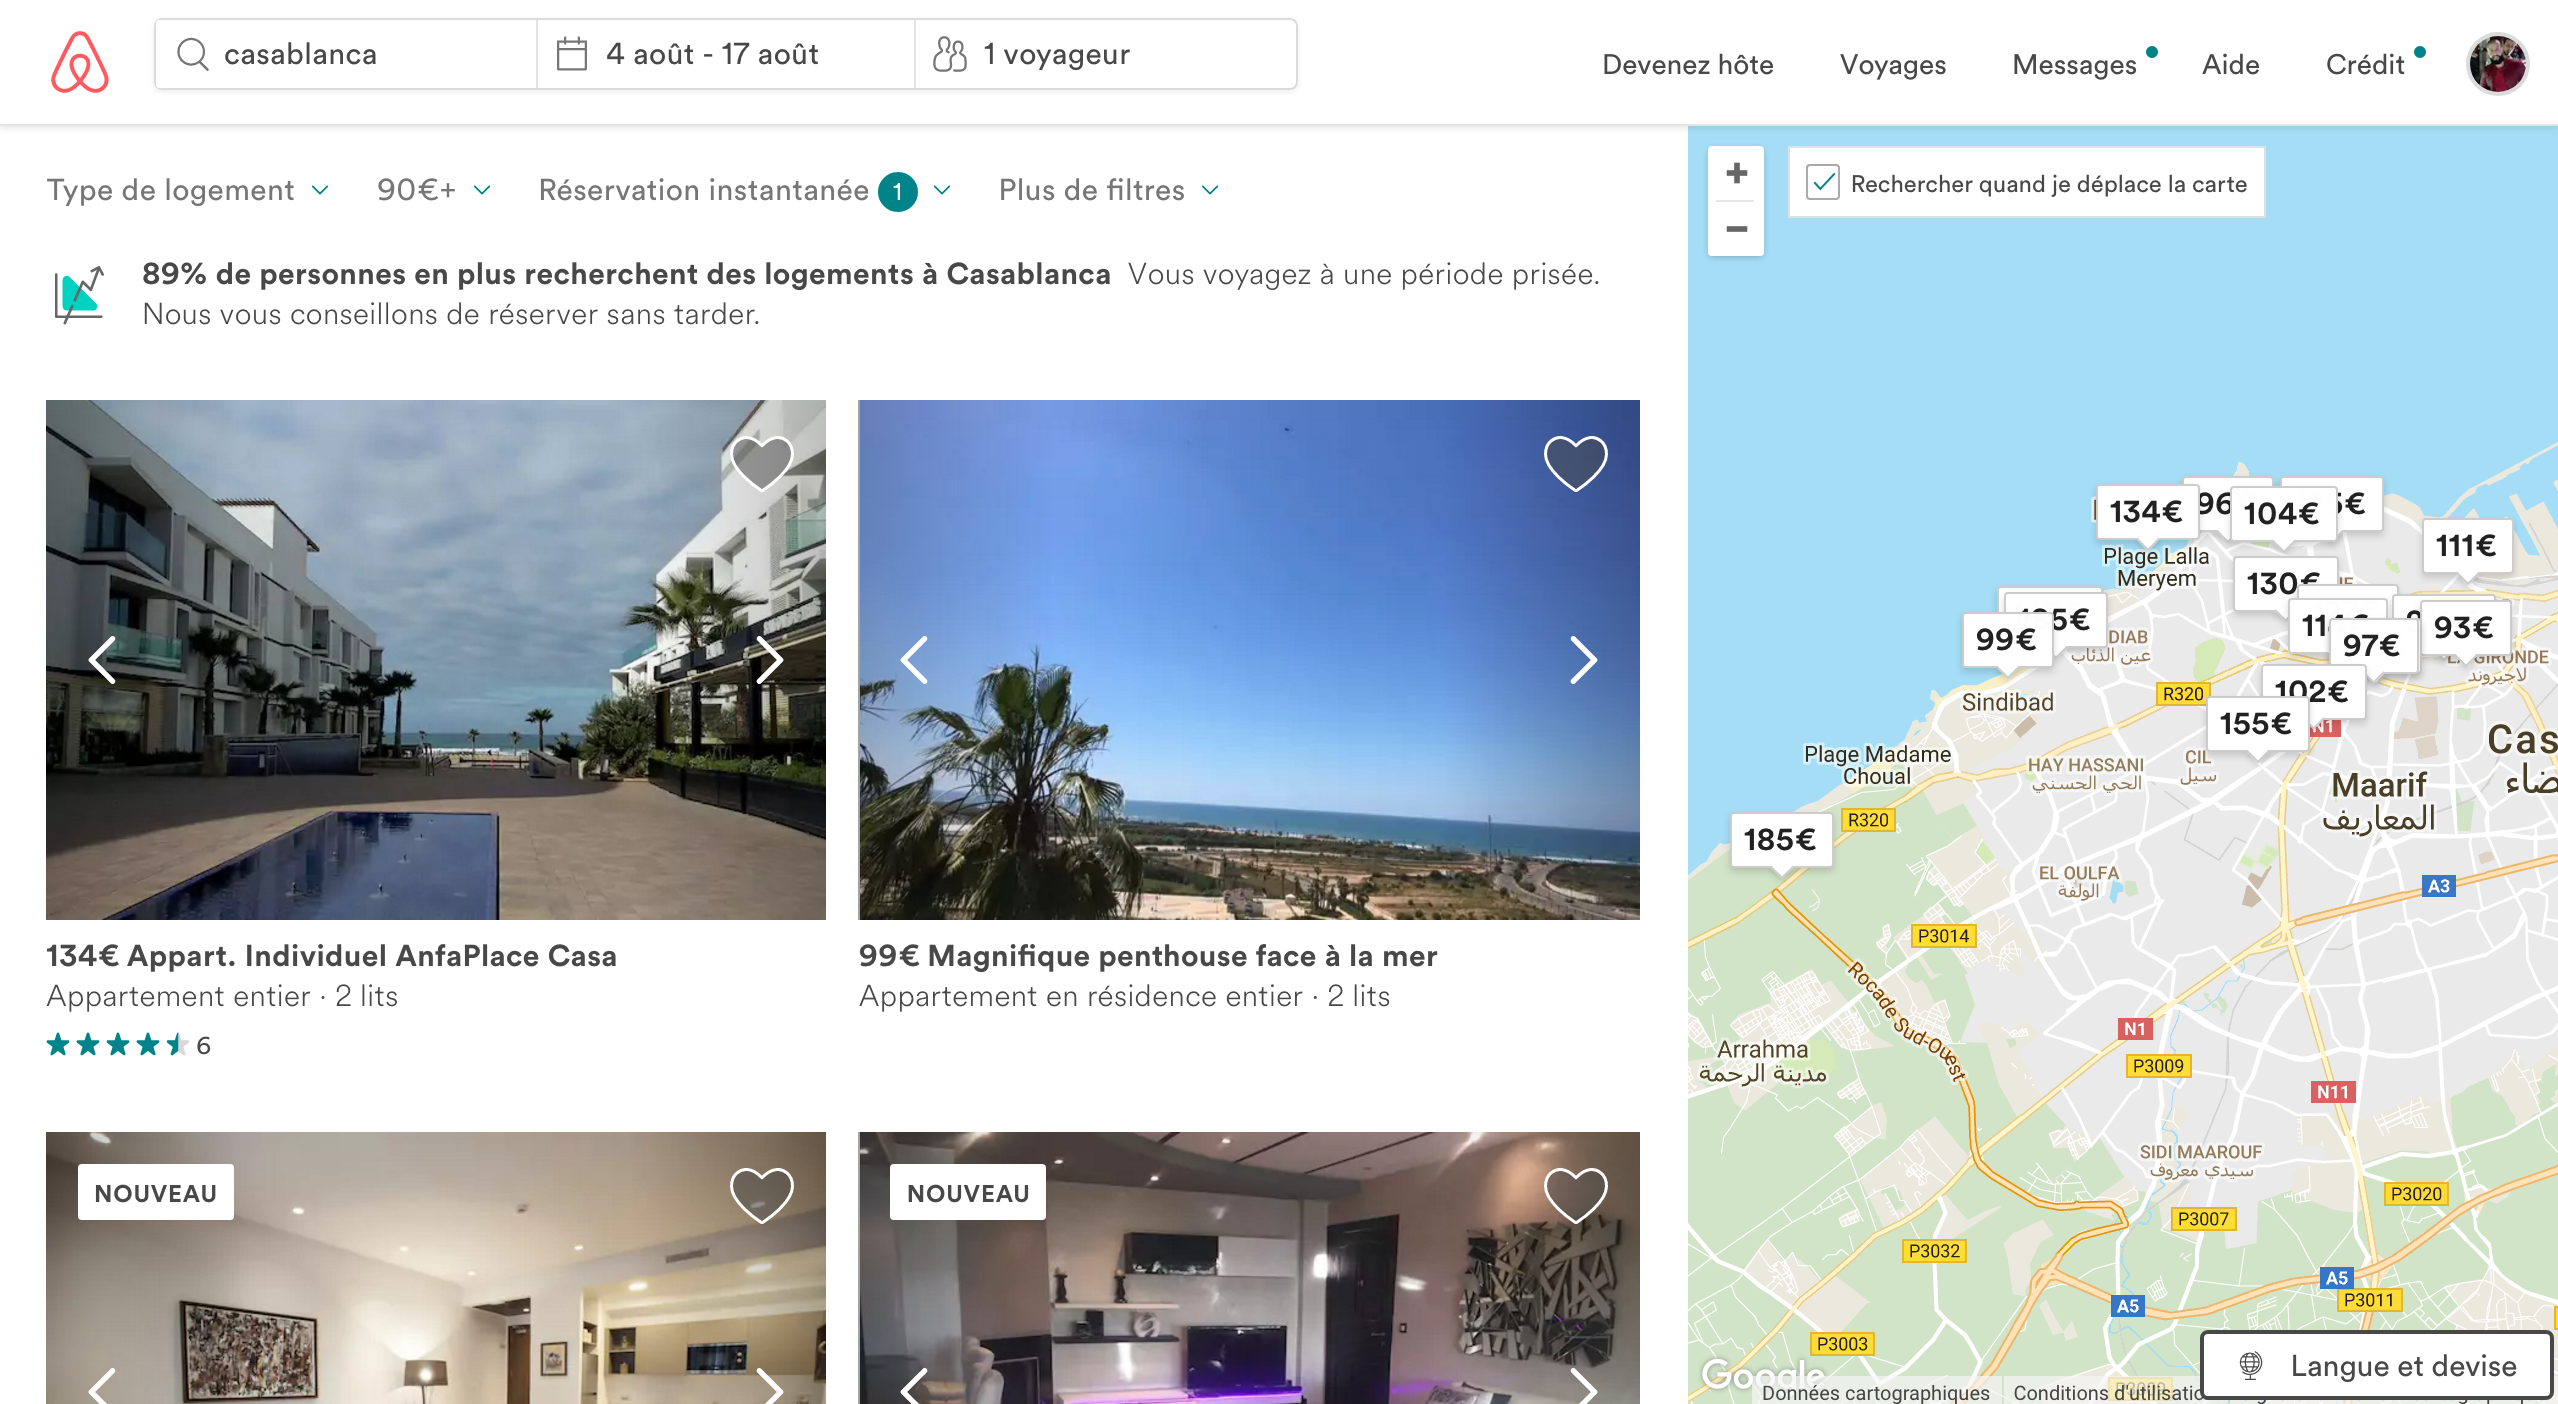 casablanca
4 août - 17 août
1 voyageur
Devenez hôte
Voyages
Messages
Aide
Crédit
Type de logement
90€+
Réservation instantanée 1
Plus de filtres
89% de personnes en plus recherchent des logements à Casablanca Vous voyagez à une période prisée.
Nous vous conseillons de réserver sans tarder.
134€ Appart. Individuel AnfaPlace Casa
Appartement entier · 2 lits
6
99€ Magnifique penthouse face à la mer
Appartement en résidence entier · 2 lits
NOUVEAU
NOUVEAU
+
−
Rechercher quand je déplace la carte
134€
96
104€
5€
111€
Plage Lalla
Meryem
130€
99€
5€
DIAB
عين الذئاب
97€
93€
LA GIRONDE
لاجيروند
Sindibad
R320
102€
155€
N1
Plage Madame
Choual
HAY HASSANI
الحي الحسني
CIL
سيل
Cas
ضاء
Maarif
المعاريف
R320
185€
EL OULFA
الولفة
A3
P3014
Rocade Sud-Ouest
Arrahma
مدينة الرحمة
N1
P3009
N11
SIDI MAAROUF
سيدي معروف
P3020
P3007
P3032
A5
P3011
A5
P3003
Google
Données cartographiques
Conditions d'utilisatio
Langue et devise